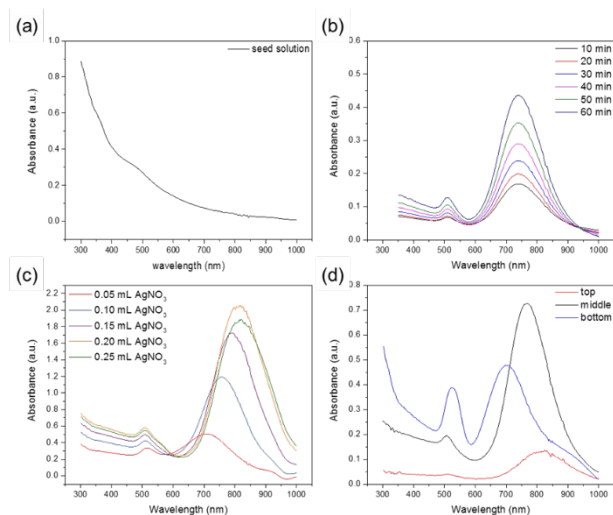 (a)
seed solution
1.0
0.8
0.6
0.4
0.2
0.0
Absorbance (a.u.)
300 400 500 600 700 800 900 1000
wavelength (nm)
(b)
10 min
20 min
30 min
40 min
50 min
60 min
0.6
0.5
0.4
0.3
0.2
0.1
0.0
Absorbance (a.u.)
300 400 500 600 700 800 900 1000
Wavelength (nm)
(c)
0.05 mL AgNO3
0.10 mL AgNO3
0.15 mL AgNO3
0.20 mL AgNO3
0.25 mL AgNO3
2.2
2.0
1.8
1.6
1.4
1.2
1.0
0.8
0.6
0.4
0.2
0.0
Absorbance (a.u.)
300 400 500 600 700 800 900 1000
wavelength (nm)
(d)
top
middle
bottom
0.8
0.7
0.6
0.5
0.4
0.3
0.2
0.1
0.0
Absorbance (a.u.)
300 400 500 600 700 800 900 1000
wavelength (nm)